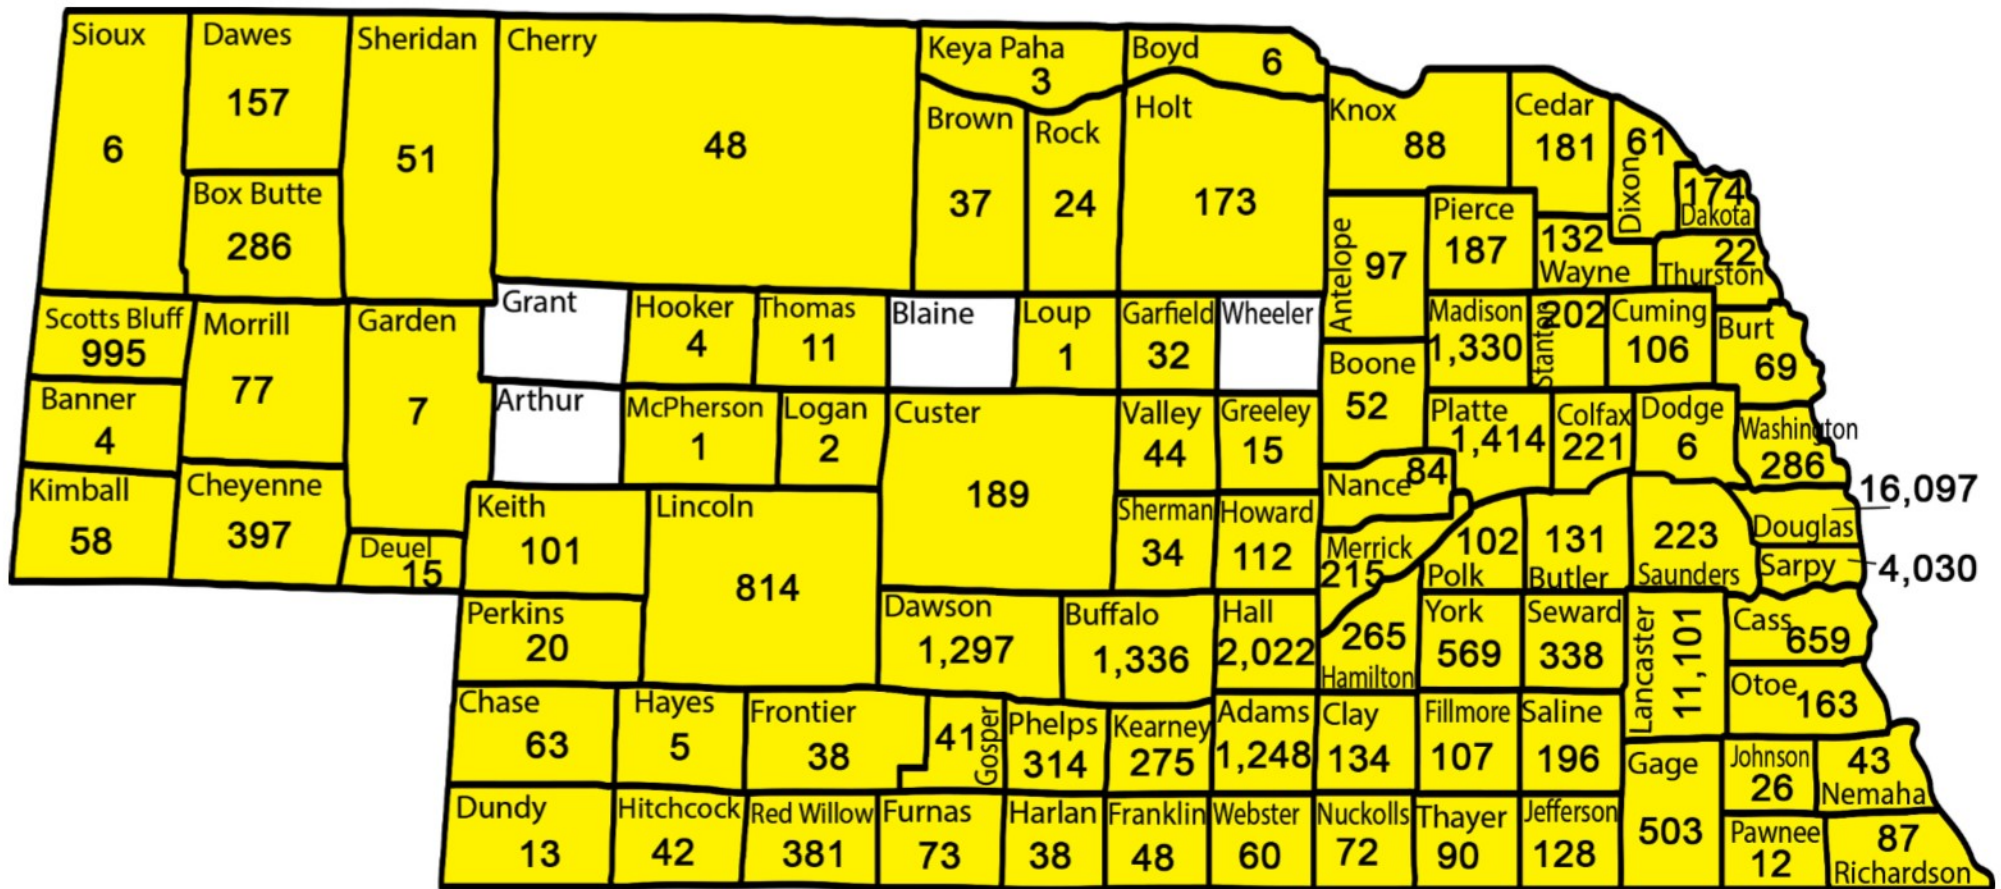 Sioux
6
Dawes
157
Sheridan
51
Cherry
48
Keya Paha
3
Boyd
6
Brown
37
Rock
24
Holt
173
Knox
88
Cedar
181
Dixon
61
174
Dakota
Box Butte
286
Antelope
97
Pierce
187
132
Wayne
22
Thurston
Scotts Bluff
995
Morrill
77
Garden
7
Grant
Hooker
4
Thomas
11
Blaine
Loup
1
Garfield
32
Wheeler
Boone
52
Madison
1,330
Stanton
202
Cuming
106
Burt
69
Banner
4
Arthur
McPherson
1
Logan
2
Custer
189
Valley
44
Greeley
15
Platte
1,414
Colfax
221
Dodge
6
Washington
286
Kimball
58
Cheyenne
397
Deuel
15
Keith
101
Lincoln
814
Sherman
34
Howard
112
Nance
84
Merrick
215
102
Polk
131
Butler
223
Saunders
16,097
Douglas
Sarpy
4,030
Perkins
20
Dawson
1,297
Buffalo
1,336
Hall
2,022
265
Hamilton
York
569
Seward
338
Lancaster
11,101
Cass
659
Otoe
163
Chase
63
Hayes
5
Frontier
38
41
Gosper
Phelps
314
Kearney
275
Adams
1,248
Clay
134
Fillmore
107
Saline
196
Gage
503
Johnson
26
43
Nemaha
Dundy
13
Hitchcock
42
Red Willow
381
Furnas
73
Harlan
38
Franklin
48
Webster
60
Nuckolls
72
Thayer
90
Jefferson
128
Pawnee
12
87
Richardson